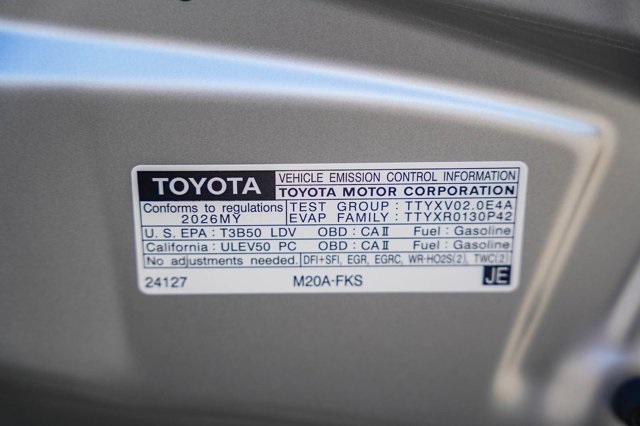 TOYOTA VEHICLE EMISSION CONTROL INFORMATION
TOYOTA MOTOR CORPORATION
Conforms to regulations TEST GROUP : TTYXV02.0E4A
2026MY EVAP FAMILY : TTYXR0130P42
U.S. EPA : T3B50 LDV OBD : CAⅡ Fuel : Gasoline
California : ULEV50 PC OBD : CAⅡ Fuel : Gasoline
No adjustments needed. DFI+SFI, EGR, EGRC, WR-HO2S(2), TWC(2)
24127 M20A-FKS JE